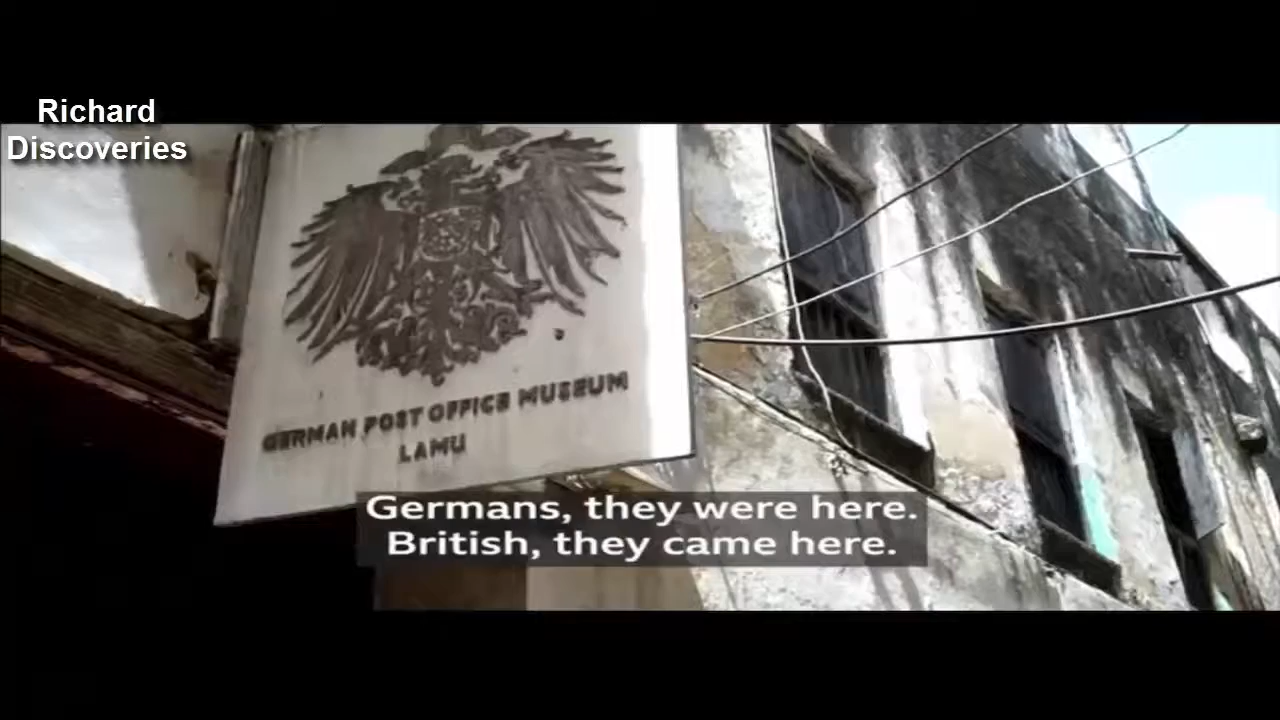 Richard
Discoveries
GERMAN POST OFFICE MUSEUM
LAMU
Germans, they were here.
British, they came here.